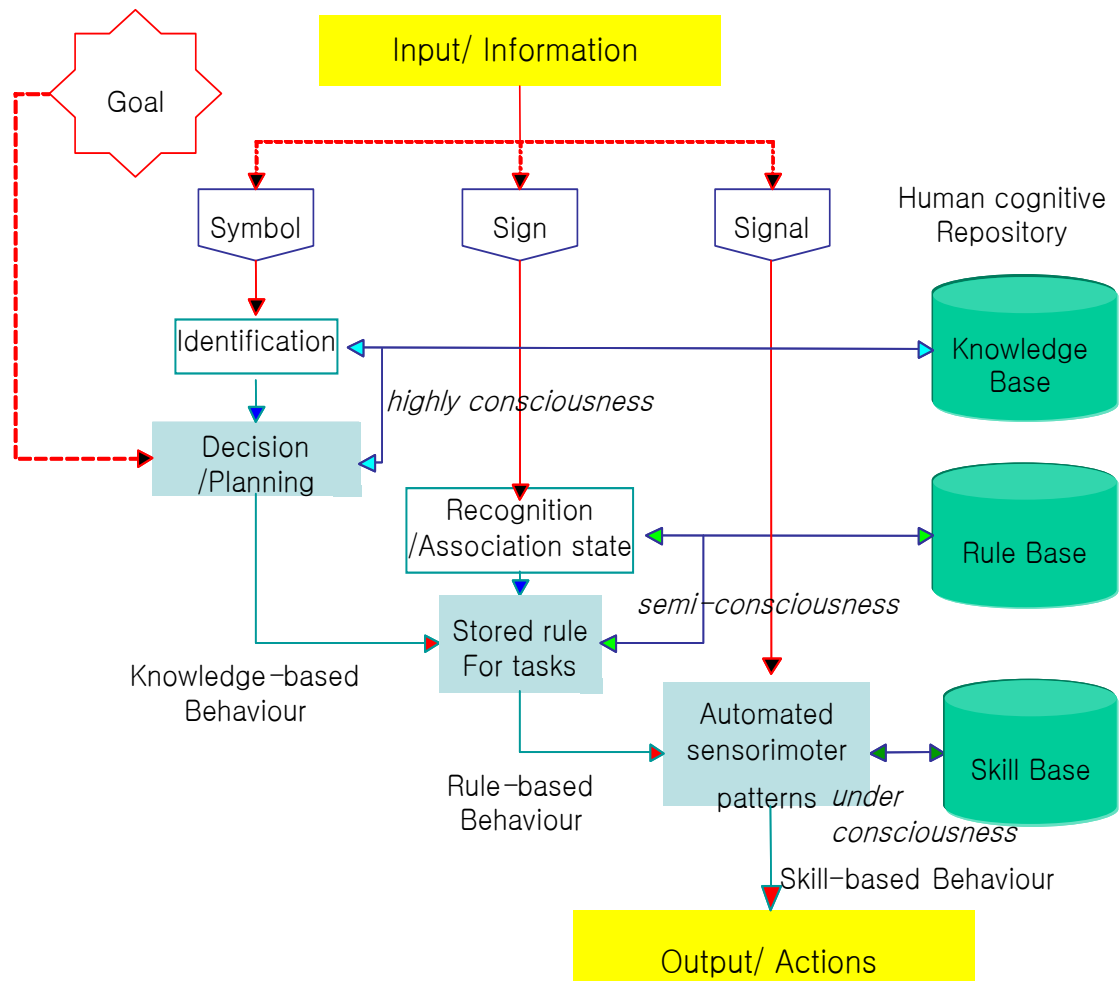 Input/ Information
Goal
Symbol
Sign
Signal
Human cognitive
Repository
Identification
Knowledge
Base
highly consciousness
Decision
/Planning
Recognition
/Association state
Rule Base
semi-consciousness
Stored rule
For tasks
Knowledge-based
Behaviour
Automated
sensorimoter
patterns
Skill Base
under
consciousness
Rule-based
Behaviour
Skill-based Behaviour
Output/ Actions